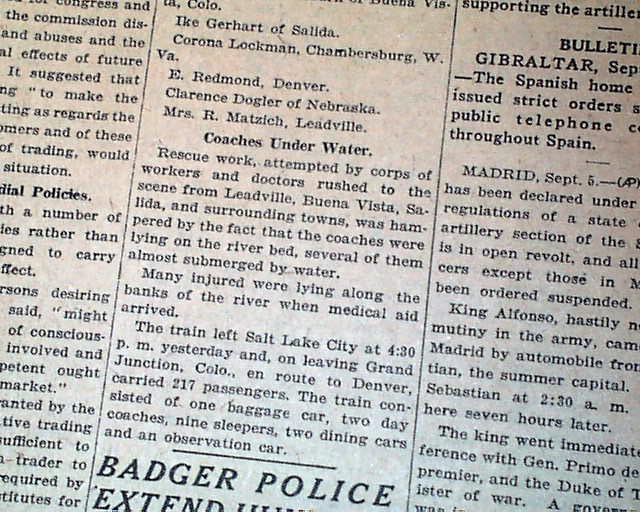 for congress and
the commission dis-
and abuses and the
al effects of future
It suggested that
ng "to make the
ting as regards the
omers and of these
of trading, would
situation.
dial Policies.
th a number of
ies rather than
gned to carry
ffect.
rsons desiring
said, "might
of conscious-
involved and
petent ought
market."
anted by the
tive trading
sufficient to
a trader to
required by
titutes for
ta, Colo.
Ike Gerhart of Salida.
Corona Lockman, Chambersburg, W.
Va.
E. Redmond, Denver.
Clarence Dogler of Nebraska.
Mrs. R. Matzich, Leadville.
Coaches Under Water.
Rescue work, attempted by corps of
workers and doctors rushed to the
scene from Leadville, Buena Vista, Sa-
lida, and surrounding towns, was ham-
pered by the fact that the coaches were
lying on the river bed, several of them
almost submerged by water.
Many injured were lying along the
banks of the river when medical aid
arrived.
The train left Salt Lake City at 4:30
p. m. yesterday and, on leaving Grand
Junction, Colo., en route to Denver,
carried 217 passengers. The train con-
sisted of one baggage car, two day
coaches, nine sleepers, two dining cars
and an observation car.
BADGER POLICE
EXTEND
supporting the artiller
BULLETI
GIBRALTAR, Sep
—The Spanish home
issued strict orders s
public telephone c
throughout Spain.
MADRID, Sept. 5.—(AP)
has been declared under
regulations of a state
artillery section of the S
is in open revolt, and all
cers except those in M
been ordered suspended.
King Alfonso, hastily n
mutiny in the army, cam
Madrid by automobile from
tian, the summer capital.
Sebastian at 2:30 a. m.
here seven hours later.
The king went immediate
ference with Gen. Primo de
premier, and the Duke of T
ister of war. A govern